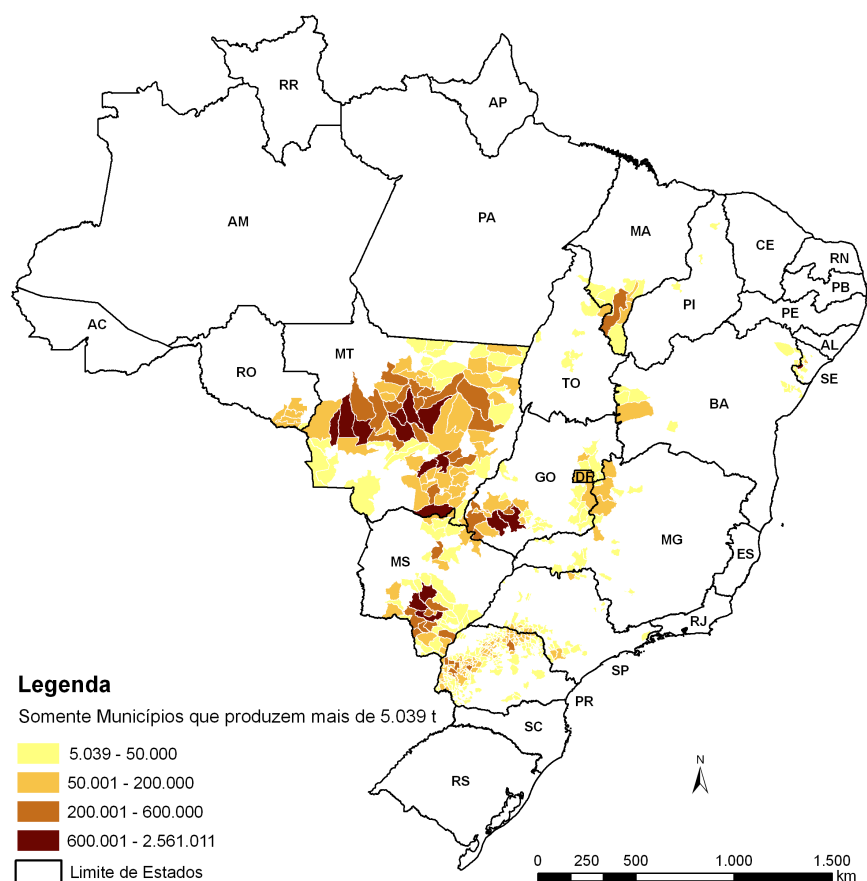 RR
AP
AM
PA
MA
CE
RN
PB
PI
PE
AC
AL
SE
RO
MT
TO
BA
GO
DF
MG
MS
ES
RJ
SP
PR
SC
RS
Legenda
Somente Municípios que produzem mais de 5.039 t
5.039 - 50.000
50.001 - 200.000
200.001 - 600.000
600.001 - 2.561.011
Limite de Estados
N
0 250 500 1.000 1.500
km